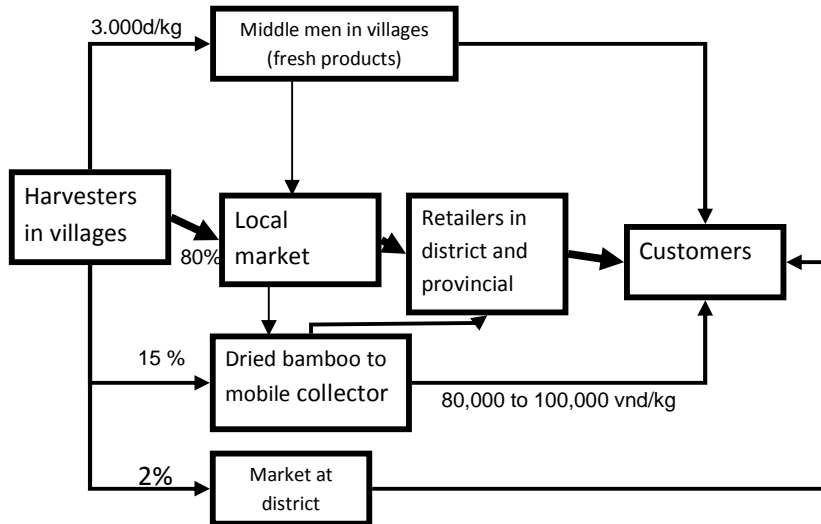 3.000d/kg
Middle men in villages
(fresh products)
Harvesters
in villages
80%
Local
market
Retailers in
district and
provincial
Customers
15 %
Dried bamboo to
mobile collector
80,000 to 100,000 vnd/kg
2%
Market at
district